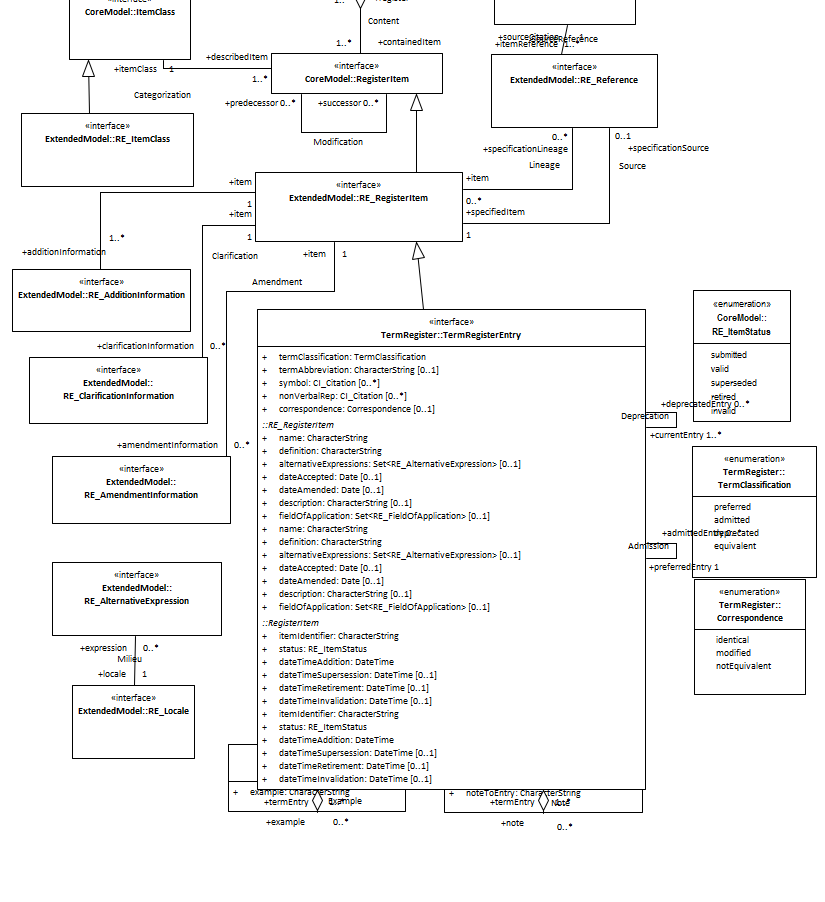 «interface»
CoreModel::ItemClass
1..*
+register
Content
1..*
+containedItem
+describedItem
1..*
+itemClass
1
Categorization
«interface»
CoreModel::RegisterItem
+predecessor 0..*
+successor 0..*
Modification
+itemReference
1..*
«interface»
ExtendedModel::RE_Reference
0..*
+specificationLineage
Lineage
0..1
+specificationSource
Source
«interface»
ExtendedModel::RE_ItemClass
«interface»
ExtendedModel::RE_RegisterItem
+item
0..*
+specifiedItem
1
+item
1
+item
1
+additionInformation
1..*
Clarification
+item
1
Amendment
«interface»
ExtendedModel::RE_AdditionInformation
+clarificationInformation
0..*
«interface»
ExtendedModel::
RE_ClarificationInformation
+amendmentInformation
0..*
«interface»
ExtendedModel::
RE_AmendmentInformation
«interface»
ExtendedModel::
RE_AlternativeExpression
+expression
0..*
Milieu
+locale
1
«interface»
ExtendedModel::RE_Locale
«interface»
TermRegister::TermRegisterEntry
+ termClassification: TermClassification
+ termAbbreviation: CharacterString [0..1]
+ symbol: CI_Citation [0..*]
+ nonVerbalRep: CI_Citation [0..*]
+ correspondence: Correspondence [0..1]
::RE_RegisterItem
+ name: CharacterString
+ definition: CharacterString
+ alternativeExpressions: Set<RE_AlternativeExpression> [0..1]
+ dateAccepted: Date [0..1]
+ dateAmended: Date [0..1]
+ description: CharacterString [0..1]
+ fieldOfApplication: Set<RE_FieldOfApplication> [0..1]
+ name: CharacterString
+ definition: CharacterString
+ alternativeExpressions: Set<RE_AlternativeExpression> [0..1]
+ dateAccepted: Date [0..1]
+ dateAmended: Date [0..1]
+ description: CharacterString [0..1]
+ fieldOfApplication: Set<RE_FieldOfApplication> [0..1]
::RegisterItem
+ itemIdentifier: CharacterString
+ status: RE_ItemStatus
+ dateTimeAddition: DateTime
+ dateTimeSupersession: DateTime [0..1]
+ dateTimeRetirement: DateTime [0..1]
+ dateTimeInvalidation: DateTime [0..1]
+ itemIdentifier: CharacterString
+ status: RE_ItemStatus
+ dateTimeAddition: DateTime
+ dateTimeSupersession: DateTime [0..1]
+ dateTimeRetirement: DateTime [0..1]
+ dateTimeInvalidation: DateTime [0..1]
+ example: CharacterString
+termEntry
Example
+example
0..*
+ noteToEntry: CharacterString
+termEntry
Note
+note
0..*
«enumeration»
CoreModel::
RE_ItemStatus
submitted
valid
superseded
retired
invalid
+deprecatedEntry 0..*
Deprecation
+currentEntry 1..*
«enumeration»
TermRegister::
TermClassification
preferred
admitted
deprecated
equivalent
+admittedEntry
Admission
+preferredEntry 1
«enumeration»
TermRegister::
Correspondence
identical
modified
notEquivalent